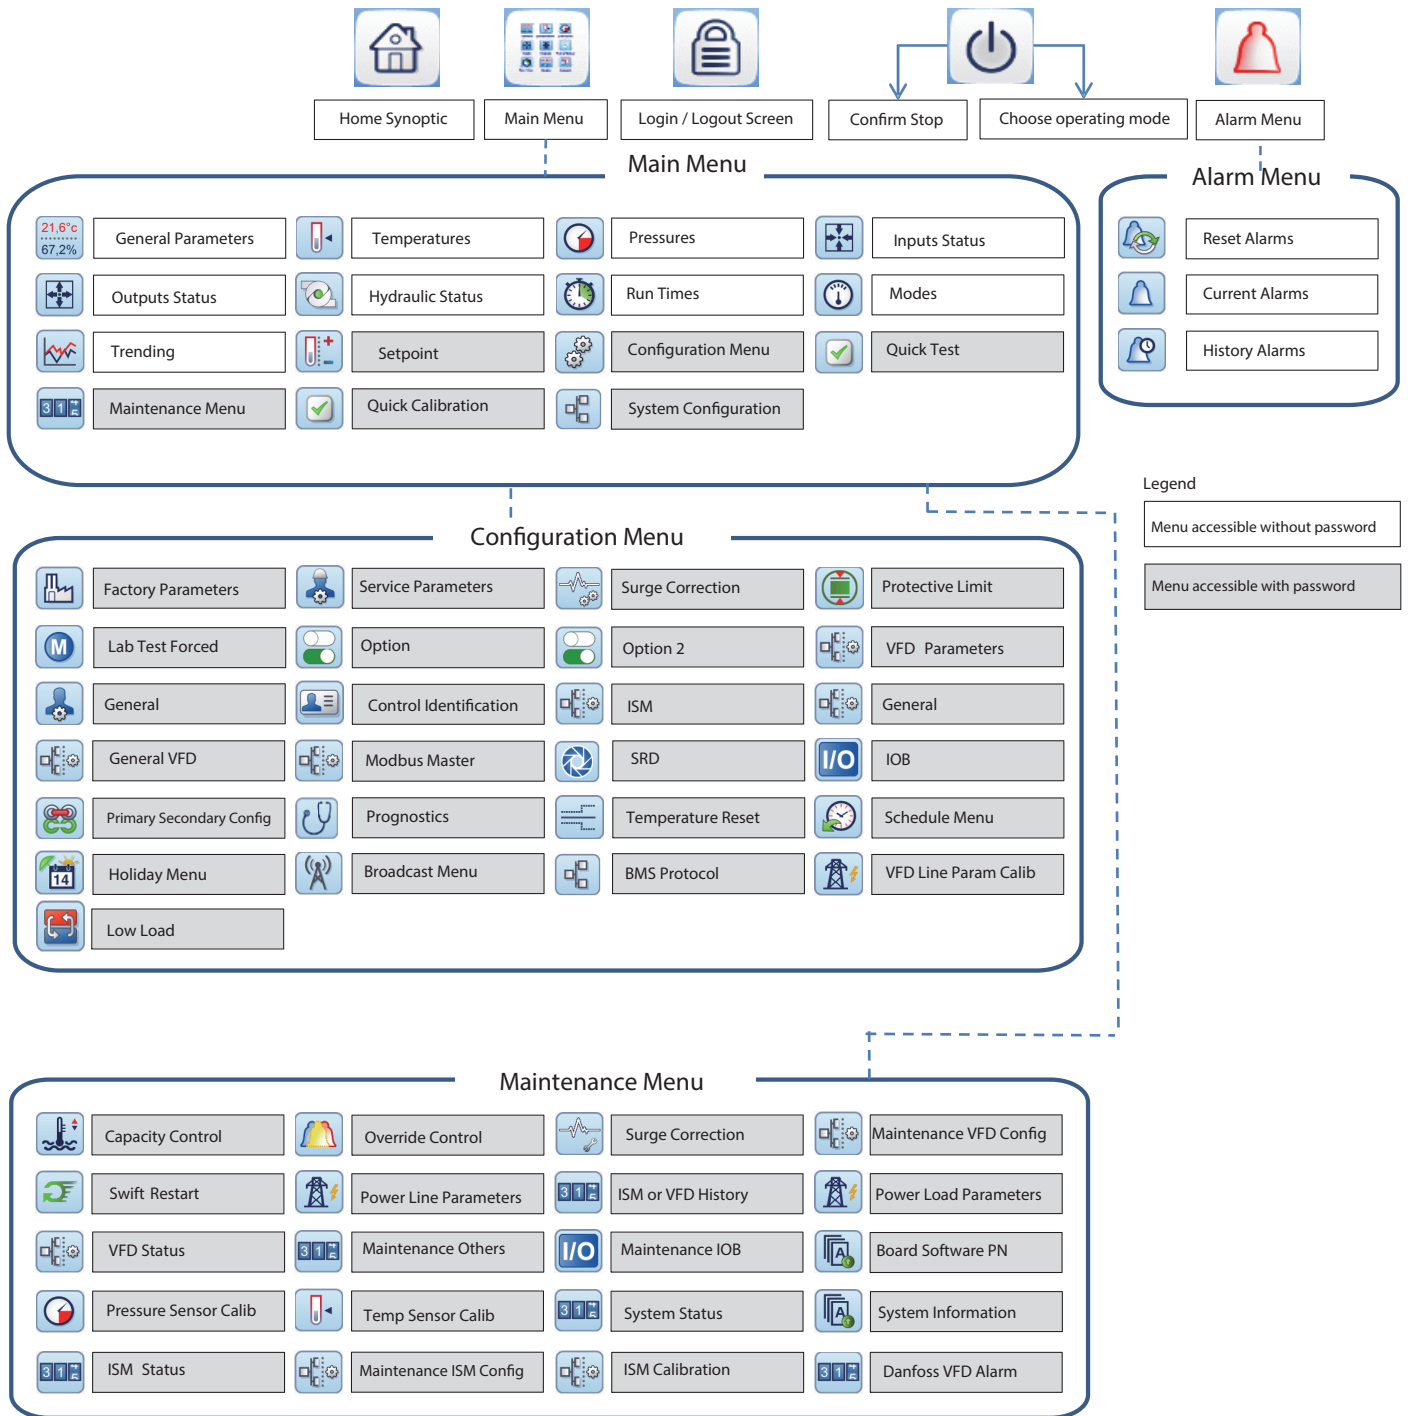 Home Synoptic
Main Menu
Login / Logout Screen
Confirm Stop
Choose operating mode
Alarm Menu
Main Menu
21,6°c
67,2%
General Parameters
Temperatures
Pressures
Inputs Status
Outputs Status
Hydraulic Status
Run Times
Modes
Trending
Setpoint
Configuration Menu
Quick Test
Maintenance Menu
Quick Calibration
System Configuration
Alarm Menu
Reset Alarms
Current Alarms
History Alarms
Legend
Menu accessible without password
Menu accessible with password
Configuration Menu
Factory Parameters
Service Parameters
Surge Correction
Protective Limit
M
Lab Test Forced
Option
Option 2
VFD Parameters
General
Control Identification
ISM
General
General VFD
Modbus Master
SRD
I/O
IOB
Primary Secondary Config
Prognostics
Temperature Reset
Schedule Menu
14
Holiday Menu
Broadcast Menu
BMS Protocol
VFD Line Param Calib
Low Load
Maintenance Menu
Capacity Control
Override Control
Surge Correction
Maintenance VFD Config
Swift Restart
Power Line Parameters
ISM or VFD History
Power Load Parameters
VFD Status
Maintenance Others
I/O
Maintenance IOB
A
Board Software PN
Pressure Sensor Calib
Temp Sensor Calib
System Status
A
System Information
ISM Status
Maintenance ISM Config
ISM Calibration
Danfoss VFD Alarm